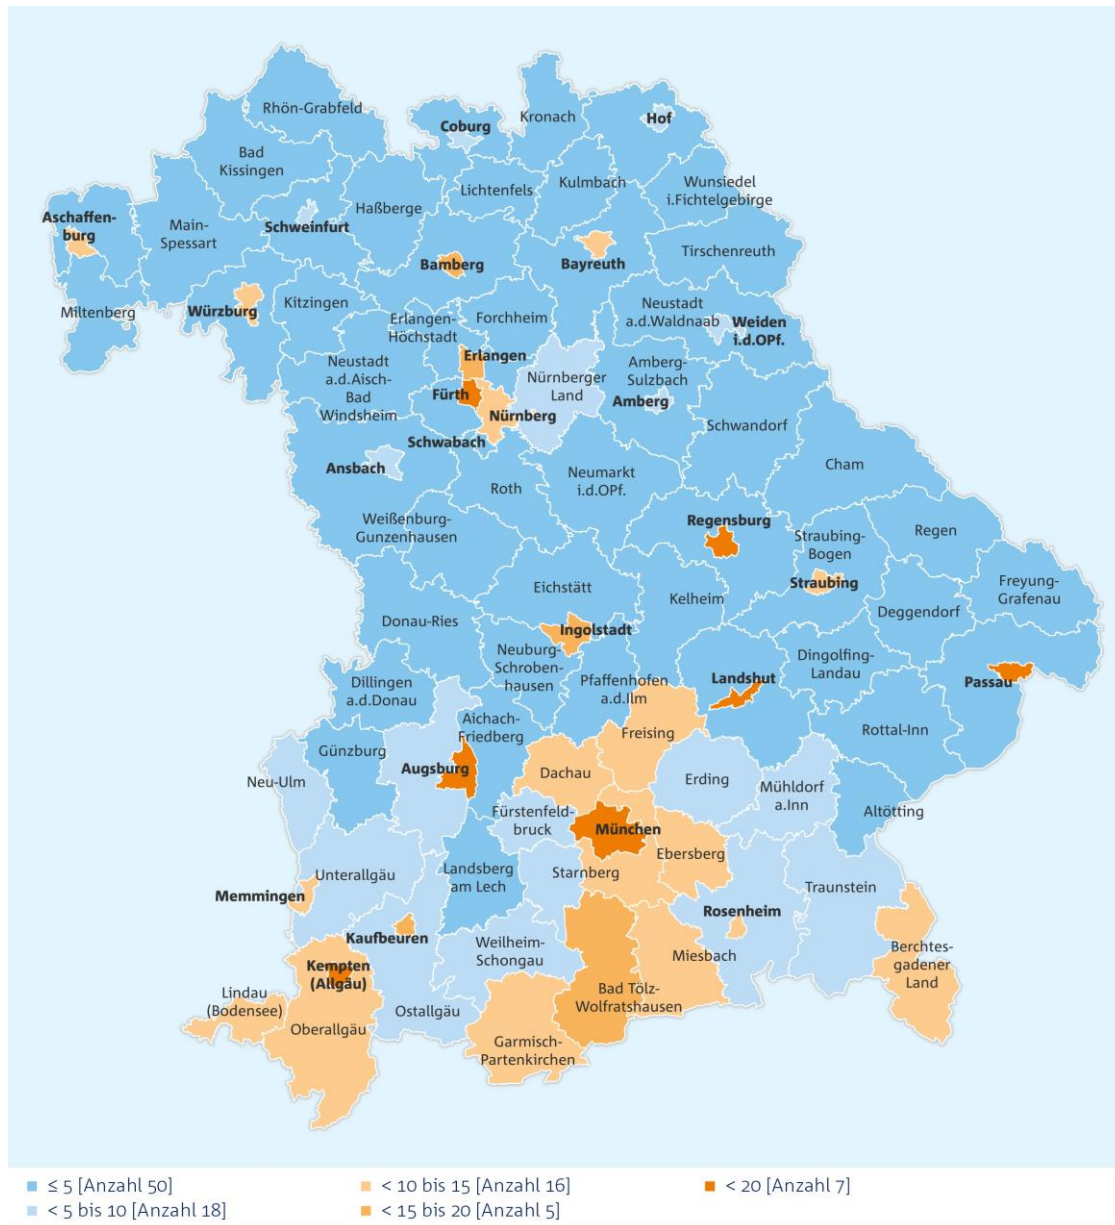 Rhön-Grabfeld
Kronach
Hof
Coburg
Bad
Kissingen
Kulmbach
Wunsiedel
i.Fichtelgebirge
Lichtenfels
Haßberge
Aschaffen-
burg
Main-
Spessart
Schweinfurt
Tirschenreuth
Bamberg
Bayreuth
Miltenberg
Würzburg
Kitzingen
Erlangen-
Höchstadt
Forchheim
Neustadt
a.d.Waldnaab
Weiden
i.d.OPf.
Neustadt
a.d.Aisch-
Bad
Windsheim
Erlangen
Nürnberger
Land
Amberg-
Sulzbach
Fürth
Amberg
Nürnberg
Schwandorf
Schwabach
Ansbach
Cham
Neumarkt
i.d.OPf.
Roth
Weißenburg-
Gunzenhausen
Regensburg
Straubing-
Bogen
Regen
Eichstätt
Straubing
Freyung-
Grafenau
Kelheim
Deggendorf
Donau-Ries
Ingolstadt
Neuburg-
Schroben-
hausen
Dingolfing-
Landau
Dillingen
a.d.Donau
Pfaffenhofen
a.d.Ilm
Landshut
Passau
Aichach-
Friedberg
Freising
Rottal-Inn
Günzburg
Neu-Ulm
Augsburg
Dachau
Erding
Mühldorf
a.Inn
Altötting
Fürstenfeld-
bruck
München
Ebersberg
Landsberg
am Lech
Starnberg
Unterallgäu
Traunstein
Memmingen
Rosenheim
Kaufbeuren
Weilheim-
Schongau
Miesbach
Berchtes-
gadener
Land
Kempten
(Allgäu)
Lindau
(Bodensee)
Bad Tölz-
Wolfratshausen
Ostallgäu
Oberallgäu
Garmisch-
Partenkirchen
≤ 5 [Anzahl 50]
< 5 bis 10 [Anzahl 18]
< 10 bis 15 [Anzahl 16]
< 15 bis 20 [Anzahl 5]
< 20 [Anzahl 7]